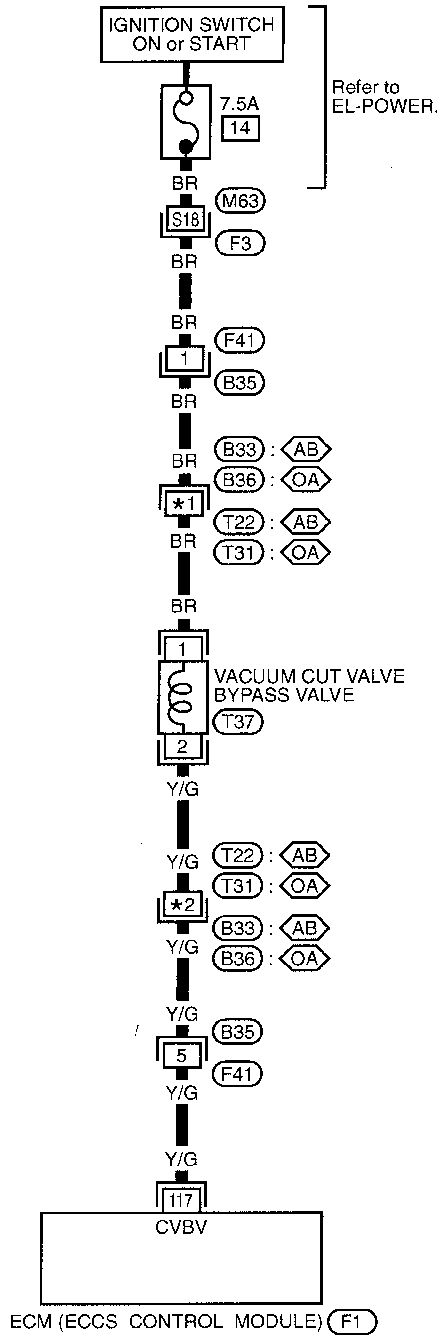 IGNITION SWITCH
ON or START
Refer to
EL-POWER.
7.5A
14
BR
M63
S18
F3
BR
BR
F41
1
B35
BR
B33 : AB
BR
B36 : OA
★1
T22 : AB
BR
T31 : OA
BR
1
VACUUM CUT VALVE
BYPASS VALVE
T37
2
Y/G
T22 : AB
Y/G
T31 : OA
★2
B33 : AB
Y/G
B36 : OA
Y/G
B35
5
F41
Y/G
Y/G
117
CVBV
ECM (ECCS CONTROL MODULE) F1